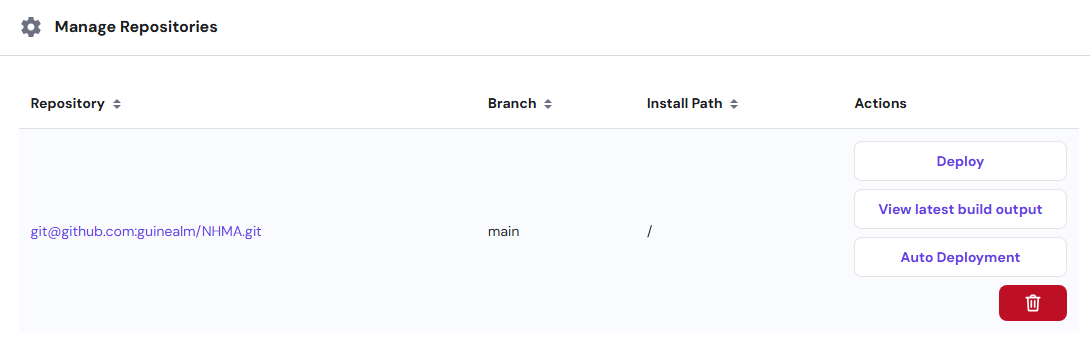 Manage Repositories
Repository Branch Install Path Actions
Deploy
View latest build output
git@github.com:guinealm/NHMA.git main /
Auto Deployment